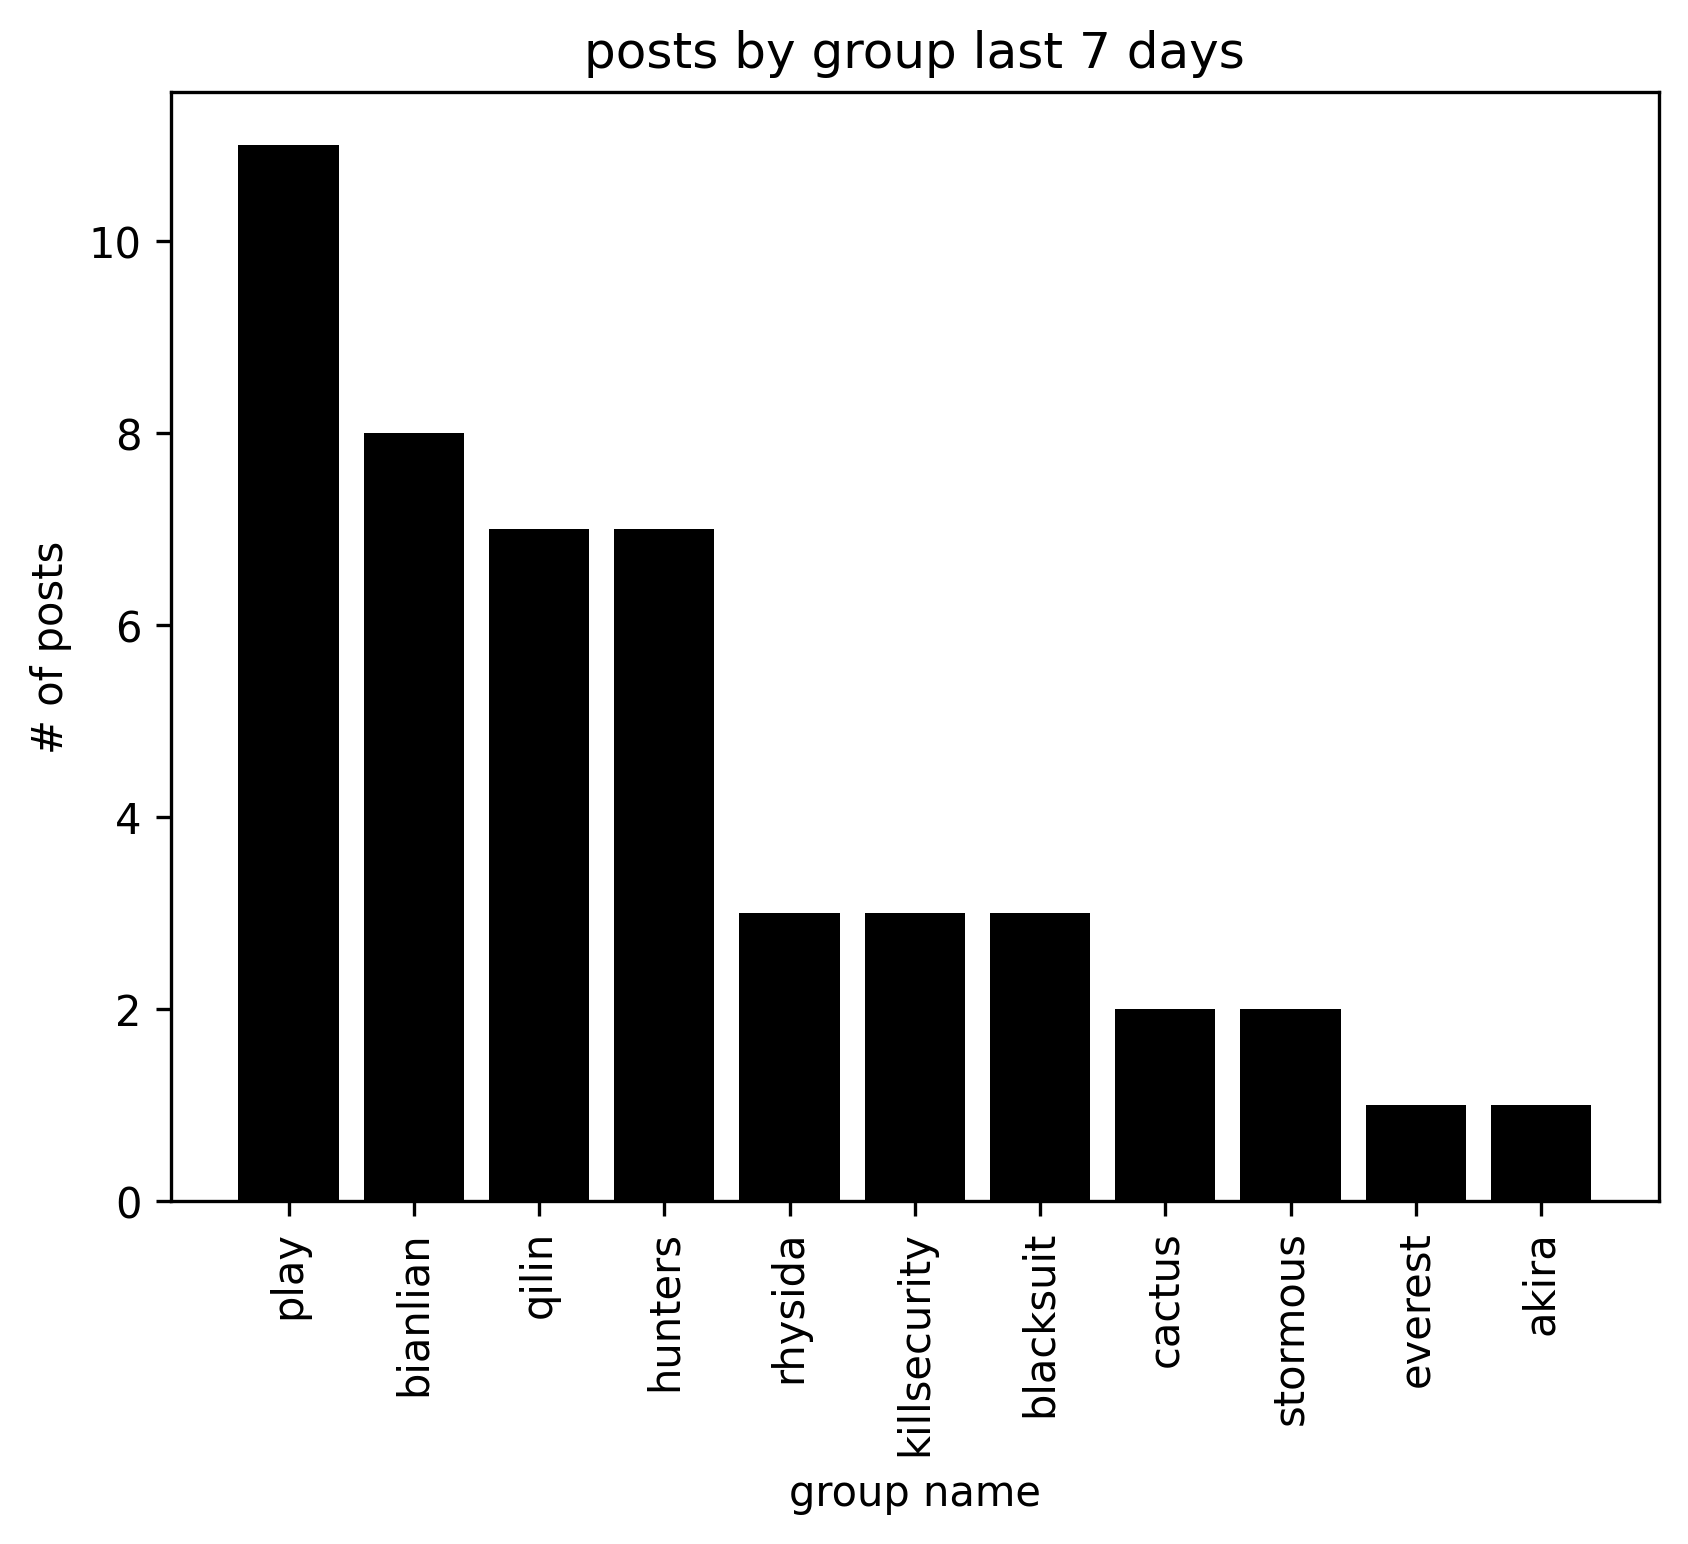 posts by group last 7 days
# of posts
10
8
6
4
2
0
play
bianlian
qilin
hunters
rhysida
killsecurity
blacksuit
cactus
stormous
everest
akira
group name